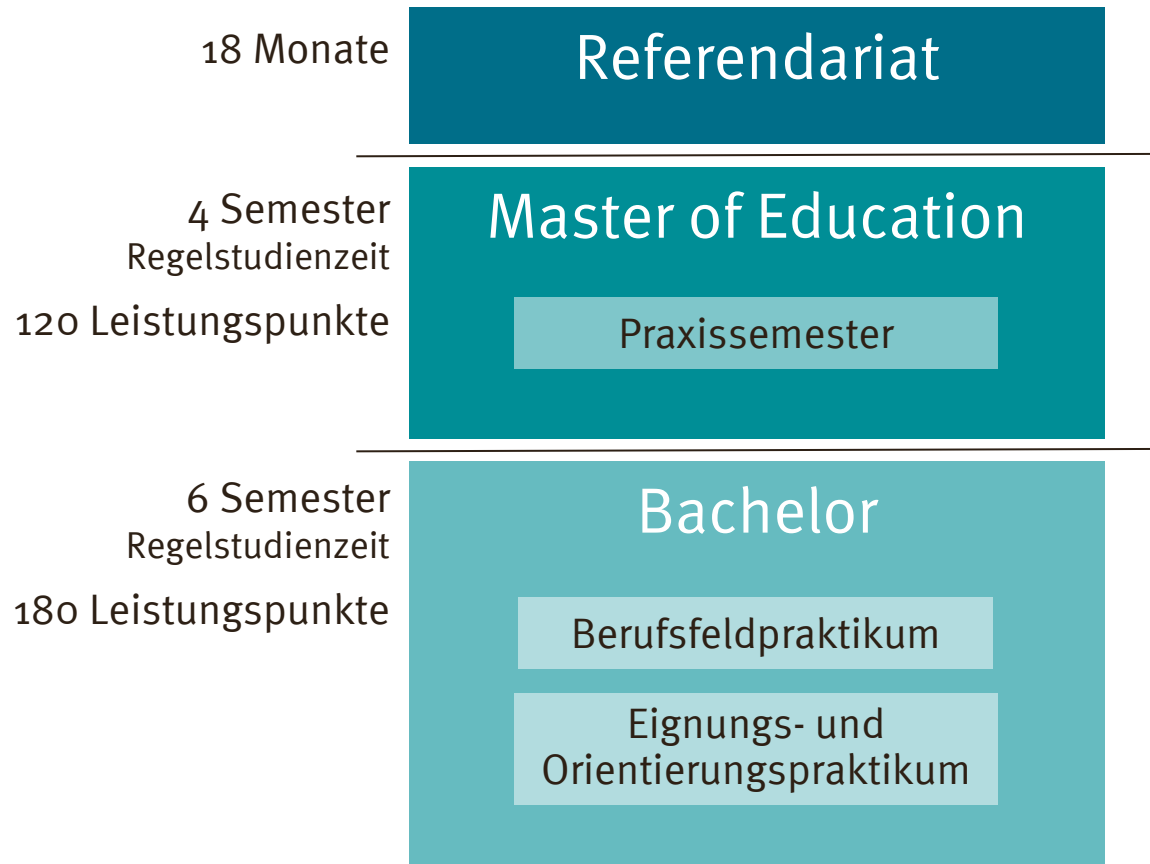 18 Monate
Referendariat
4 Semester
Regelstudienzeit
120 Leistungspunkte
Master of Education
Praxissemester
6 Semester
Regelstudienzeit
180 Leistungspunkte
Bachelor
Berufsfeldpraktikum
Eignungs- und
Orientierungspraktikum